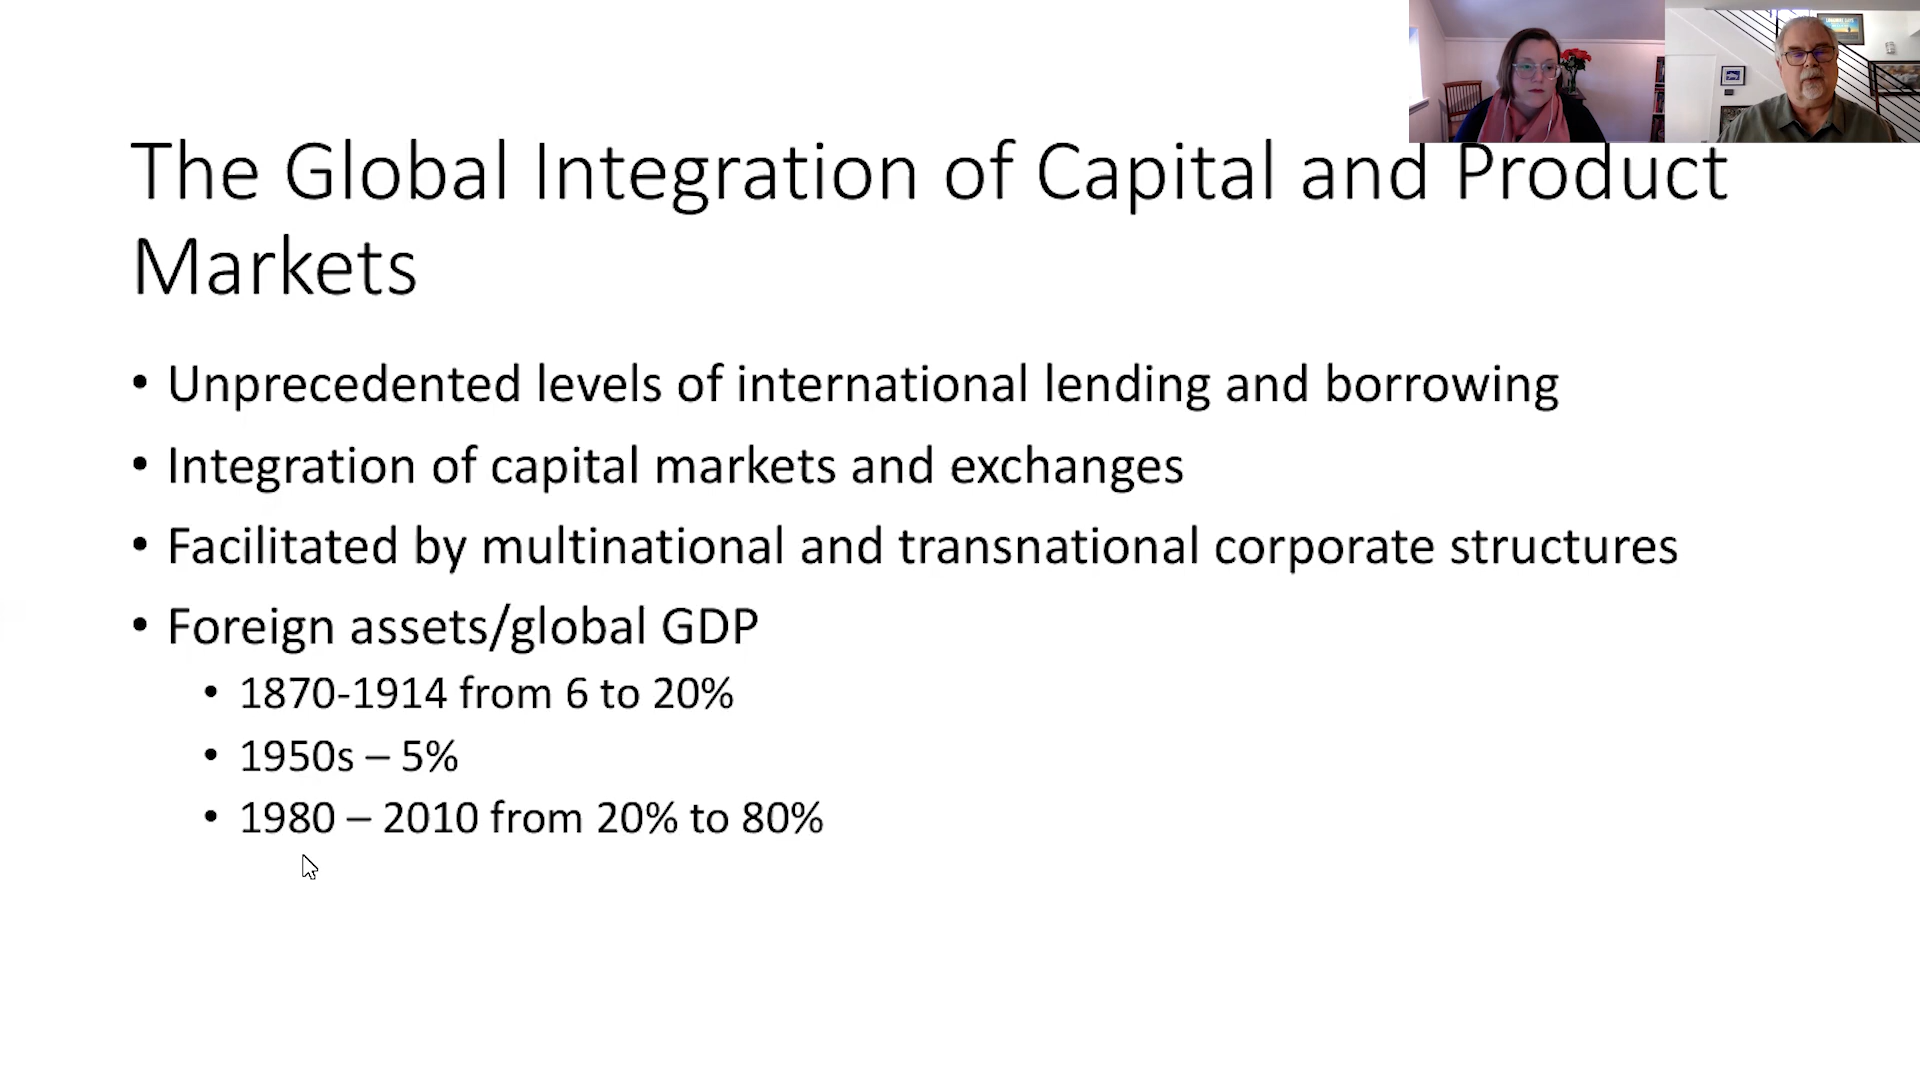 The Global Integration of Capital and Product
Markets
• Unprecedented levels of international lending and borrowing
• Integration of capital markets and exchanges
• Facilitated by multinational and transnational corporate structures
• Foreign assets/global GDP
• 1870-1914 from 6 to 20%
• 1950s – 5%
• 1980 – 2010 from 20% to 80%